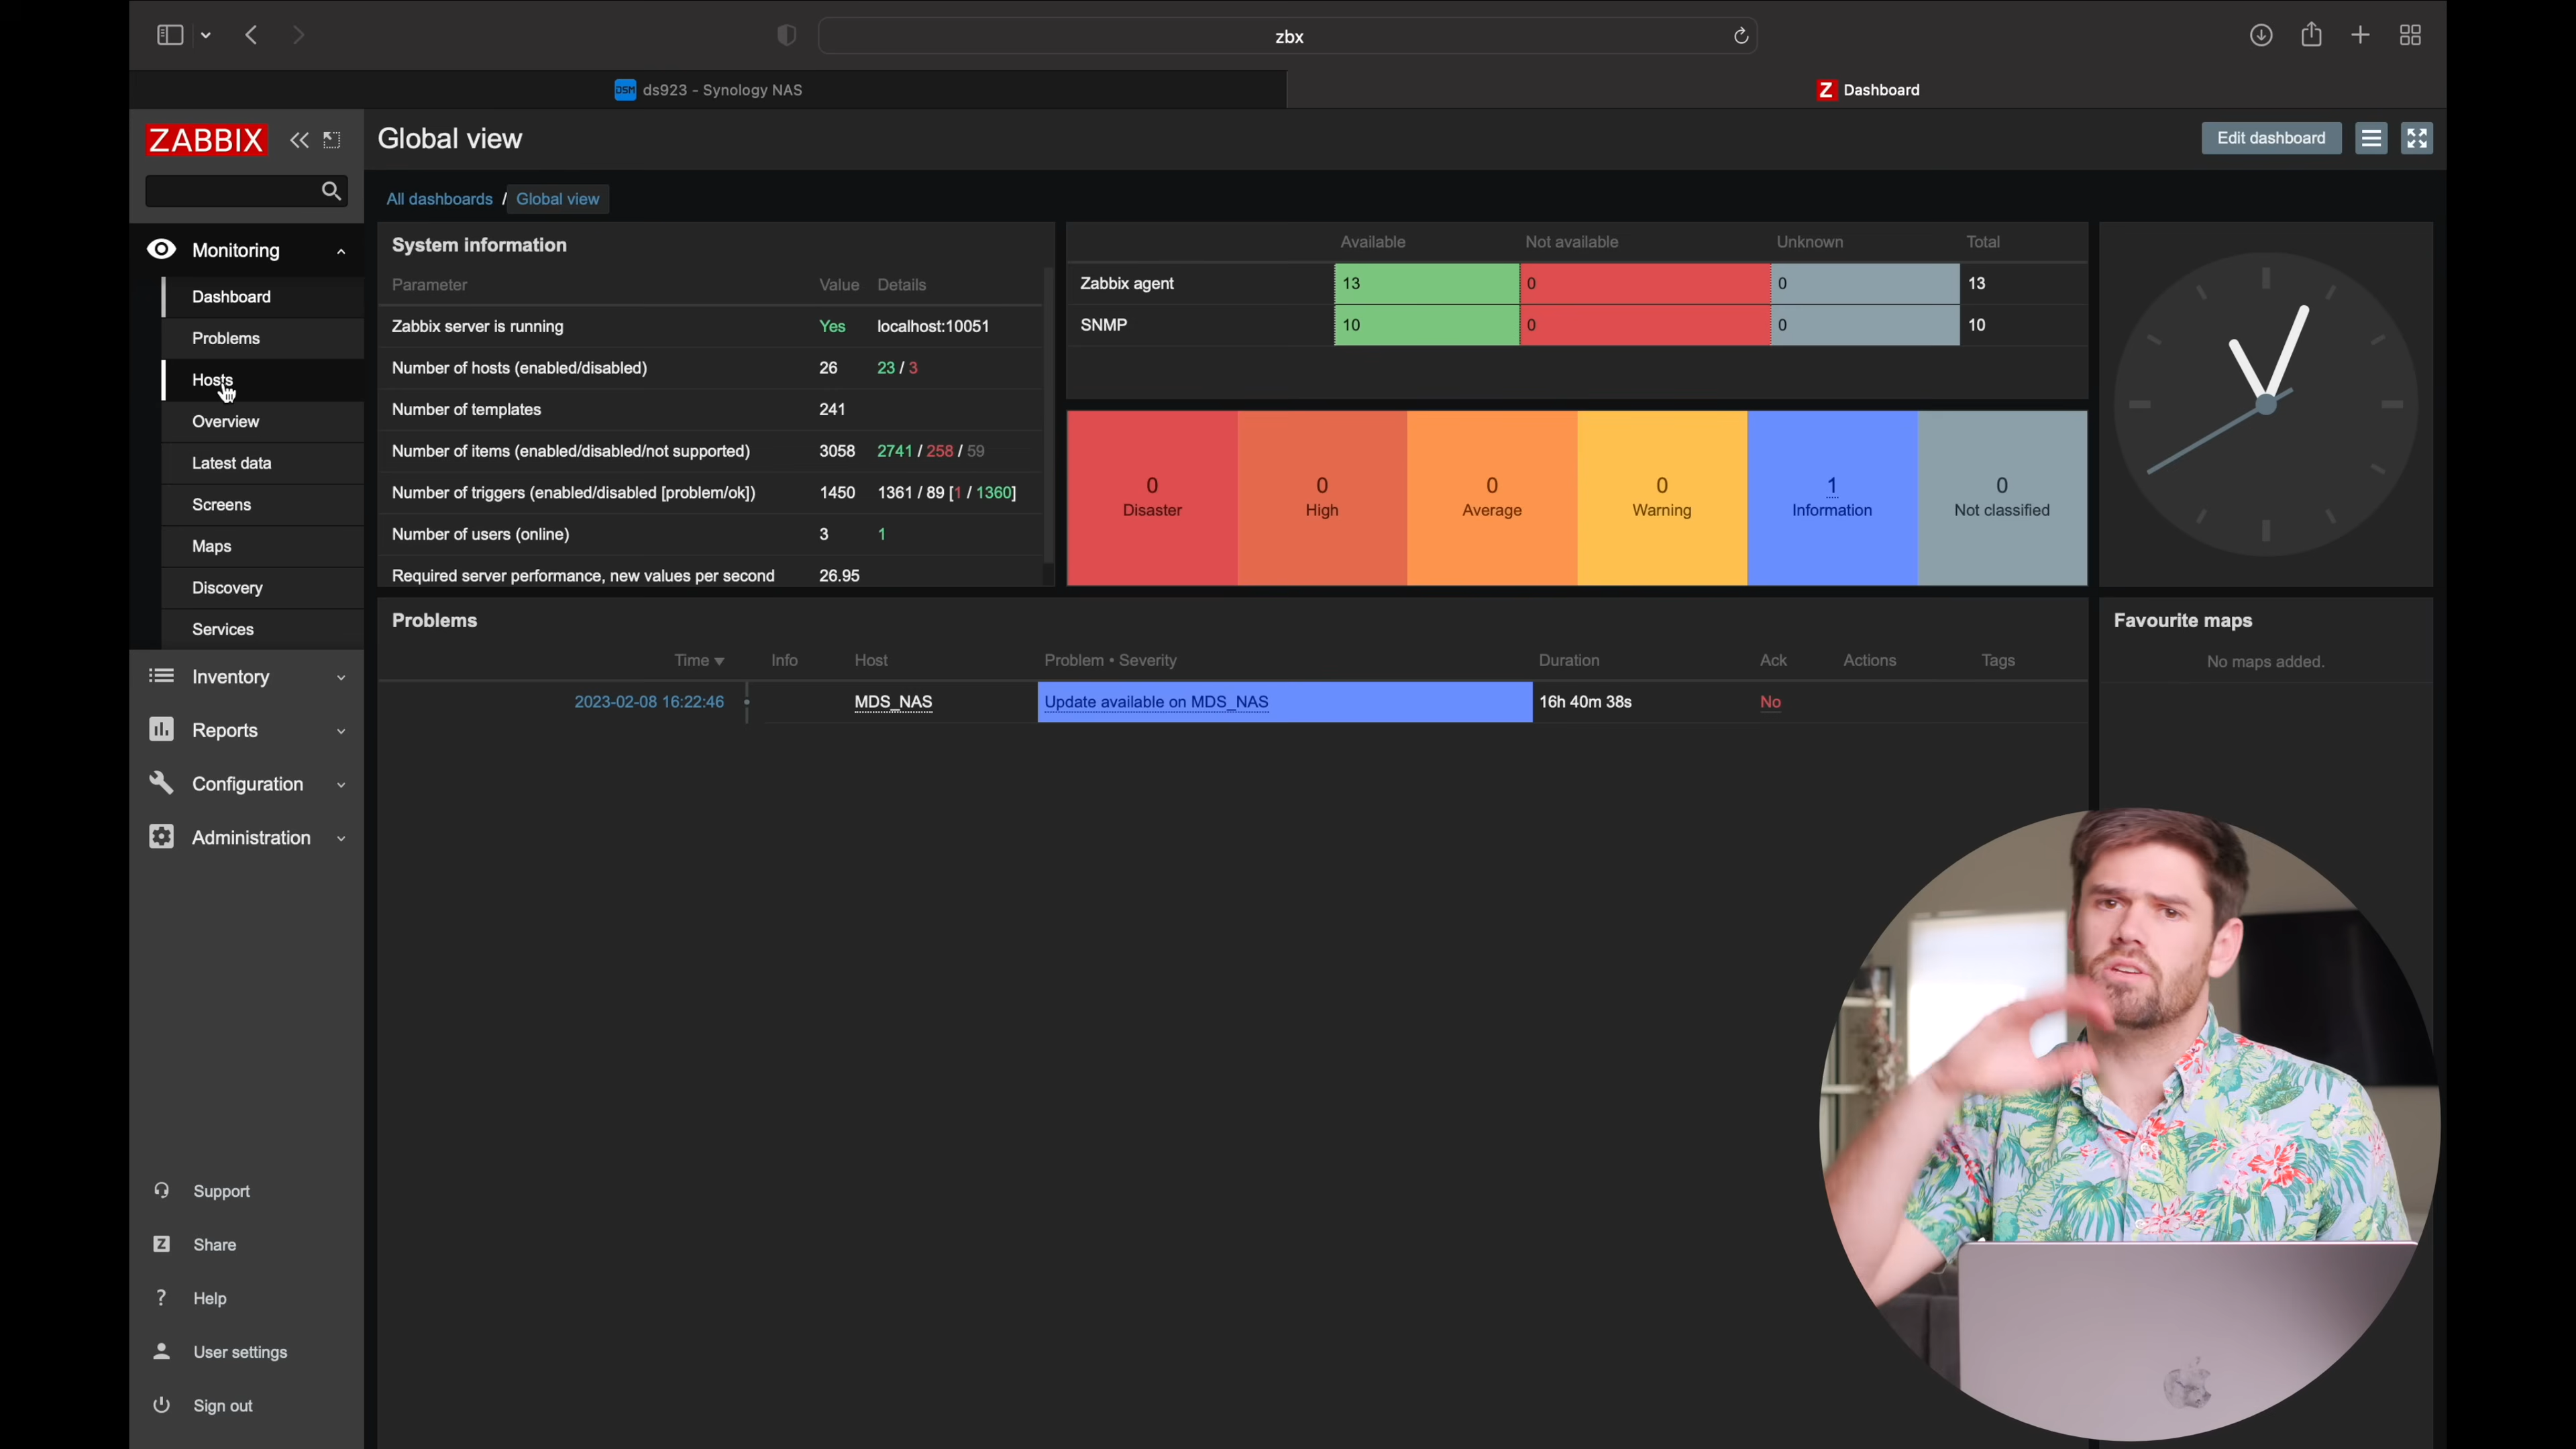 zbx
DSM ds923 - Synology NAS
Z Dashboard
ZABBIX
Global view
Edit dashboard
All dashboards / Global view
Monitoring
Dashboard
Problems
Hosts
Overview
Latest data
Screens
Maps
Discovery
Services
Inventory
Reports
Configuration
Administration
Support
Z Share
? Help
User settings
Sign out
System information
Parameter Value Details
Zabbix server is running Yes localhost:10051
Number of hosts (enabled/disabled) 26 23 / 3
Number of templates 241
Number of items (enabled/disabled/not supported) 3058 2741 / 258 / 59
Number of triggers (enabled/disabled [problem/ok]) 1450 1361 / 89 [1 / 1360]
Number of users (online) 3 1
Required server performance, new values per second 26.95
Available Not available Unknown Total
Zabbix agent 13 0 0 13
SNMP 10 0 0 10
0 0 0 0 1 0
Disaster High Average Warning Information Not classified
Problems
Time Info Host Problem • Severity Duration Ack Actions Tags
2023-02-08 16:22:46 MDS_NAS Update available on MDS_NAS 16h 40m 38s No
Favourite maps
No maps added.